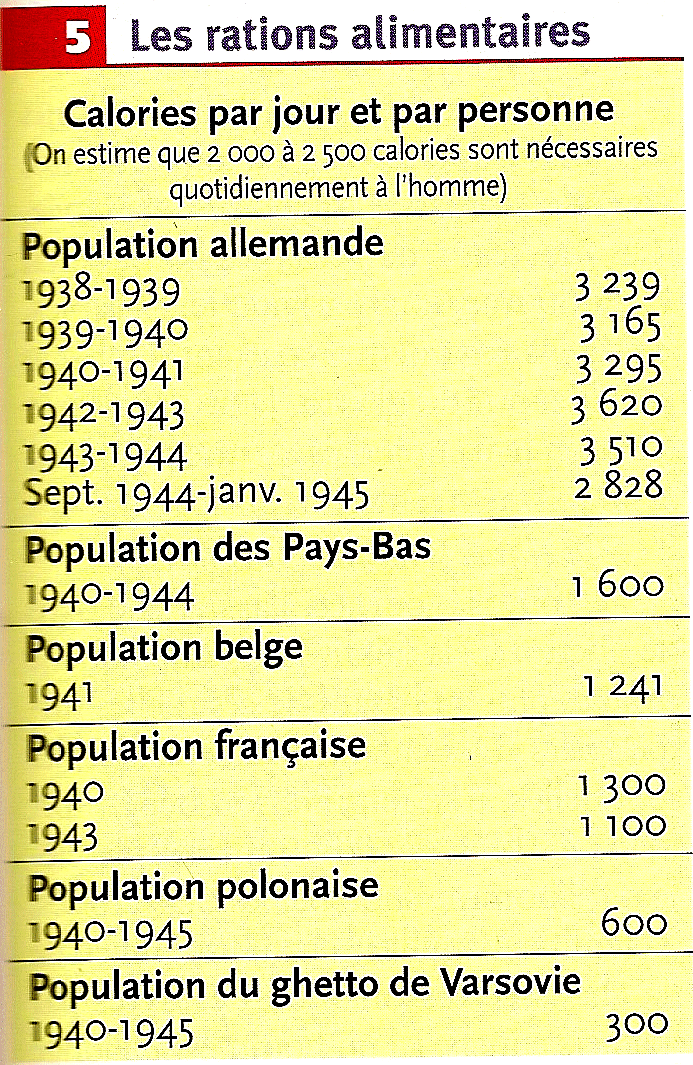 5 Les rations alimentaires
Calories par jour et par personne
(On estime que 2 000 à 2 500 calories sont nécessaires
quotidiennement à l'homme)
Population allemande
1938-1939 3 239
1939-1940 3 165
1940-1941 3 295
1942-1943 3 620
1943-1944 3 510
Sept. 1944-janv. 1945 2 828
Population des Pays-Bas
1940-1944 1 600
Population belge
1941 1 241
Population française
1940 1 300
1943 1 100
Population polonaise
1940-1945 600
Population du ghetto de Varsovie
1940-1945 300